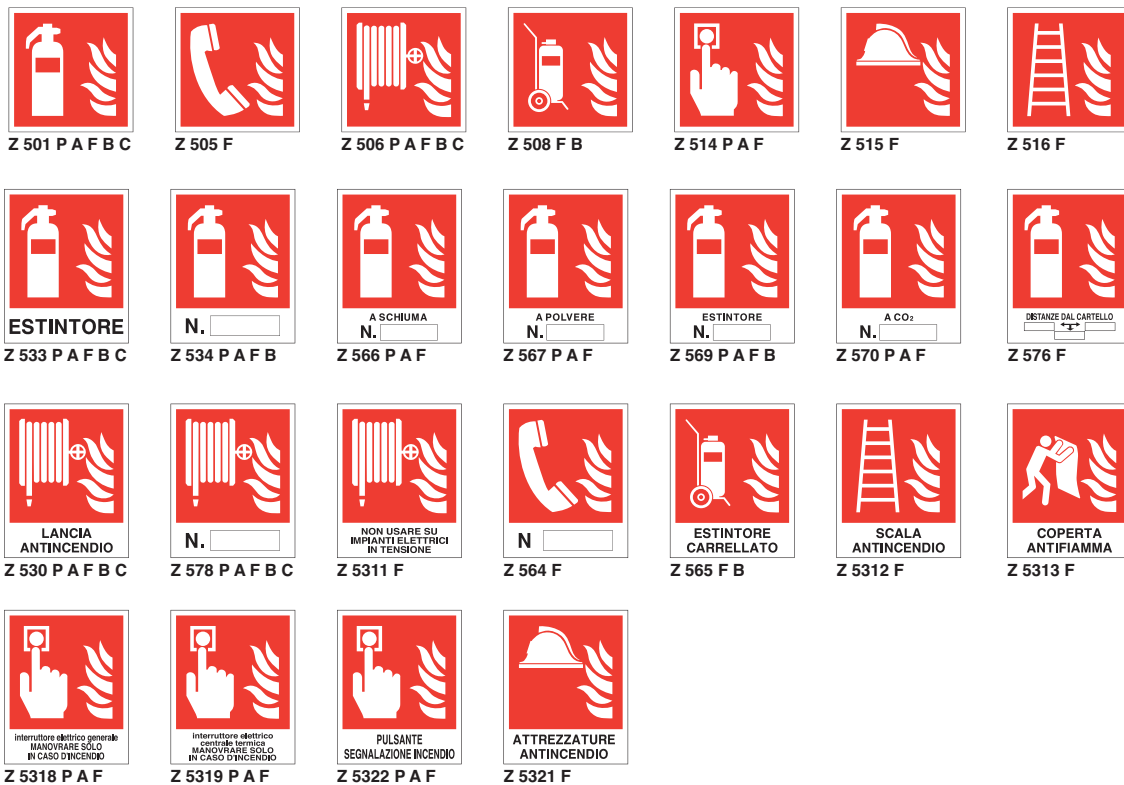 Z 501 P A F B C
Z 505 F
Z 506 P A F B C
Z 508 F B
Z 514 P A F
Z 515 F
Z 516 F
ESTINTORE
Z 533 P A F B C
N.
Z 534 P A F B
A SCHIUMA
N.
Z 566 P A F
A POLVERE
N.
Z 567 P A F
ESTINTORE
N.
Z 569 P A F B
A CO₂
N.
Z 570 P A F
DISTANZE DAL CARTELLO
Z 576 F
LANCIA
ANTINCENDIO
Z 530 P A F B C
N.
Z 578 P A F B C
NON USARE SU
IMPIANTI ELETTRICI
IN TENSIONE
Z 5311 F
N
Z 564 F
ESTINTORE
CARRELLATO
Z 565 F B
SCALA
ANTINCENDIO
Z 5312 F
COPERTA
ANTIFIAMMA
Z 5313 F
interruttore elettrico generale
MANOVRARE SOLO
IN CASO D'INCENDIO
Z 5318 P A F
interruttore elettrico
centrale termica
MANOVRARE SOLO
IN CASO D'INCENDIO
Z 5319 P A F
PULSANTE
SEGNALAZIONE INCENDIO
Z 5322 P A F
ATTREZZATURE
ANTINCENDIO
Z 5321 F